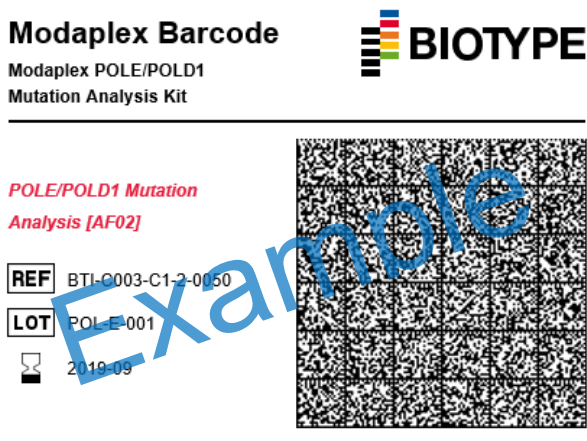 Modaplex Barcode
BIOTYPE
Modaplex POLE/POLD1
Mutation Analysis Kit
POLE/POLD1 Mutation
Analysis [AF02]
REF BTI-C003-C1-2-0050
LOT POL-E-001
2019-09
Example